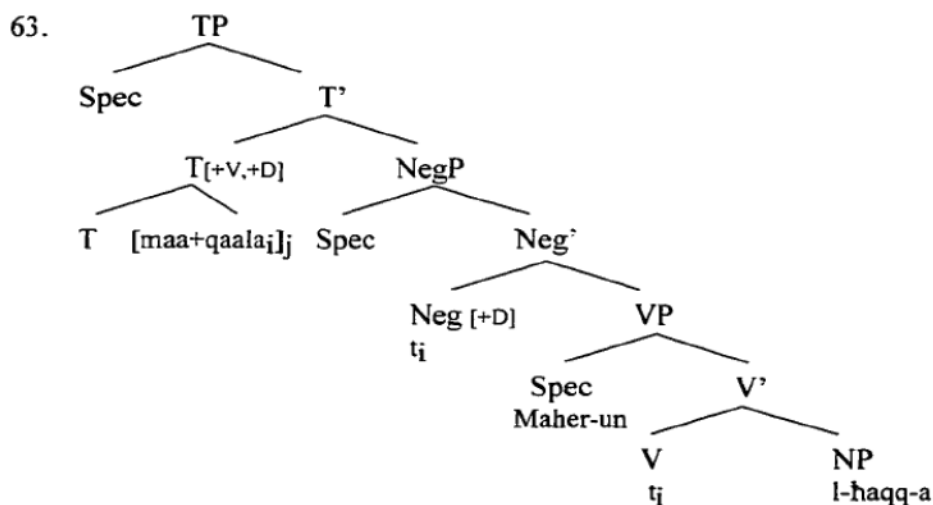 63. TP
Spec T’
T[+V,+D] NegP
T [maa+qaalai]j Spec Neg’
Neg [+D] VP
ti Spec V’
Maher-un
V NP
ti l-ħaqq-a